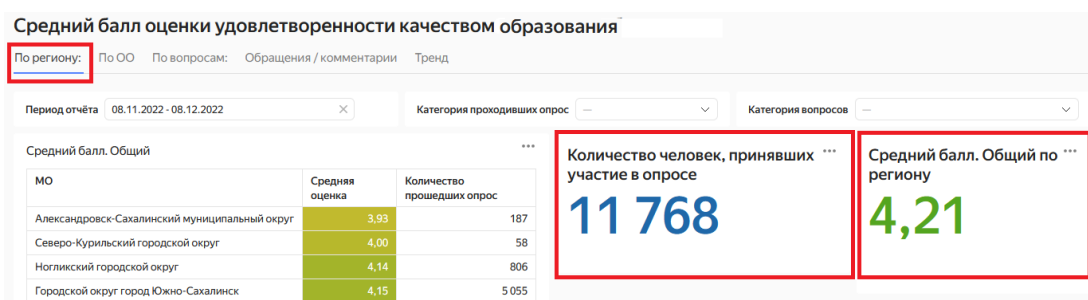 Средний балл оценки удовлетворенности качеством образования
По региону: По ОО По вопросам: Обращения / комментарии Тренд
Период отчёта 08.11.2022 - 08.12.2022 Категория проходивших опрос — Категория вопросов —
Средний балл. Общий
МО Средняя оценка Количество прошедших опрос
Александровск-Сахалинский муниципальный округ 3,93 187
Северо-Курильский городской округ 4,00 58
Ногликский городской округ 4,14 806
Городской округ город Южно-Сахалинск 4,15 5 055
Количество человек, принявших
участие в опросе
11 768
Средний балл. Общий по
региону
4,21